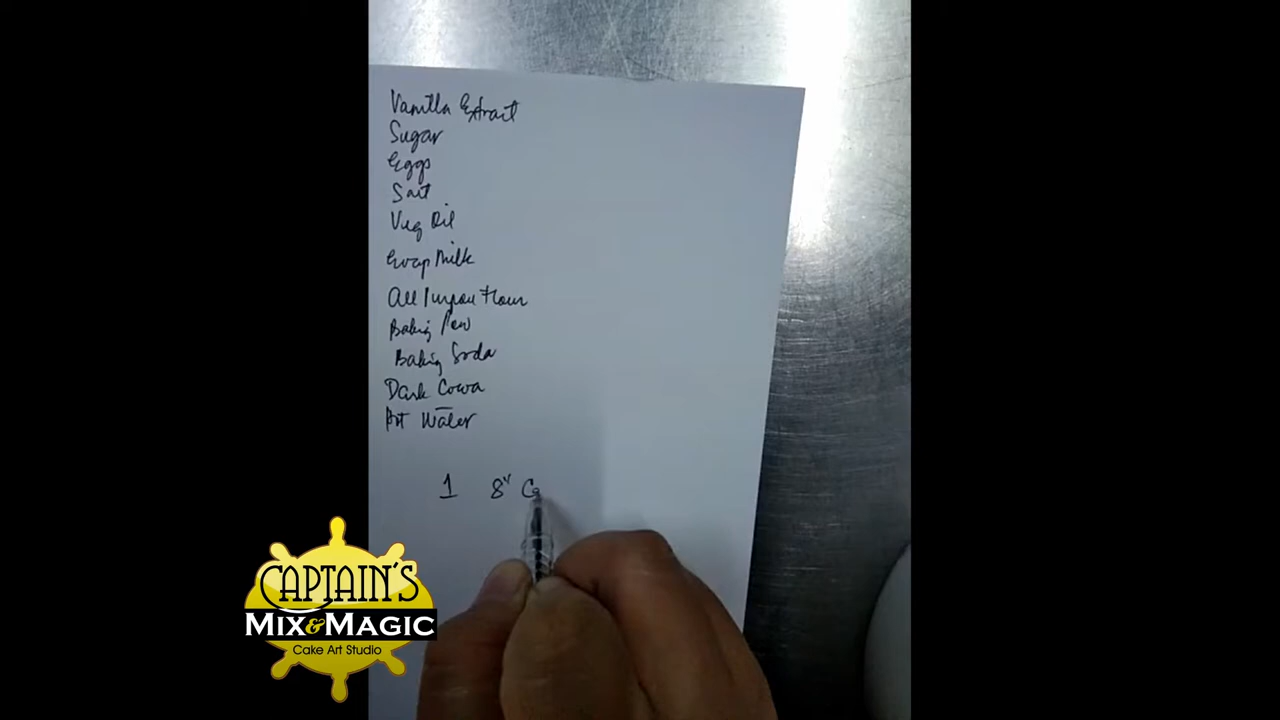 Vanilla Extract
Sugar
Eggs
Salt
Veg Oil
Evap Milk
All Purpose Flour
Baking Pow
Baking Soda
Dark Cocoa
Hot Water
1 8" Ca
CAPTAIN'S
MIX & MAGIC
Cake Art Studio